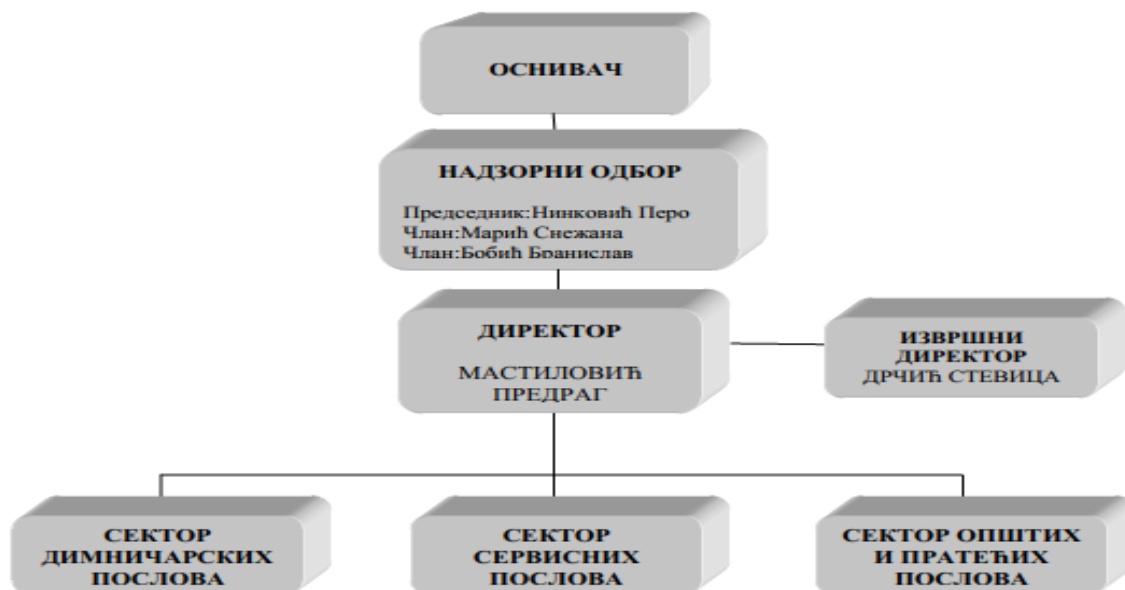 ОСНИВАЧ
НАДЗОРНИ ОДБОР
Председник:Нинковић Перо
Члан:Марић Снежана
Члан:Бобић Бранислав
ДИРЕКТОР
МАСТИЛОВИЋ
ПРЕДРАГ
ИЗВРШНИ
ДИРЕКТОР
ДРЧИЋ СТЕВИЦА
СЕКТОР
ДИМНИЧАРСКИХ
ПОСЛОВА
СЕКТОР
СЕРВИСНИХ
ПОСЛОВА
СЕКТОР ОПШТИХ
И ПРАТЕЋИХ
ПОСЛОВА